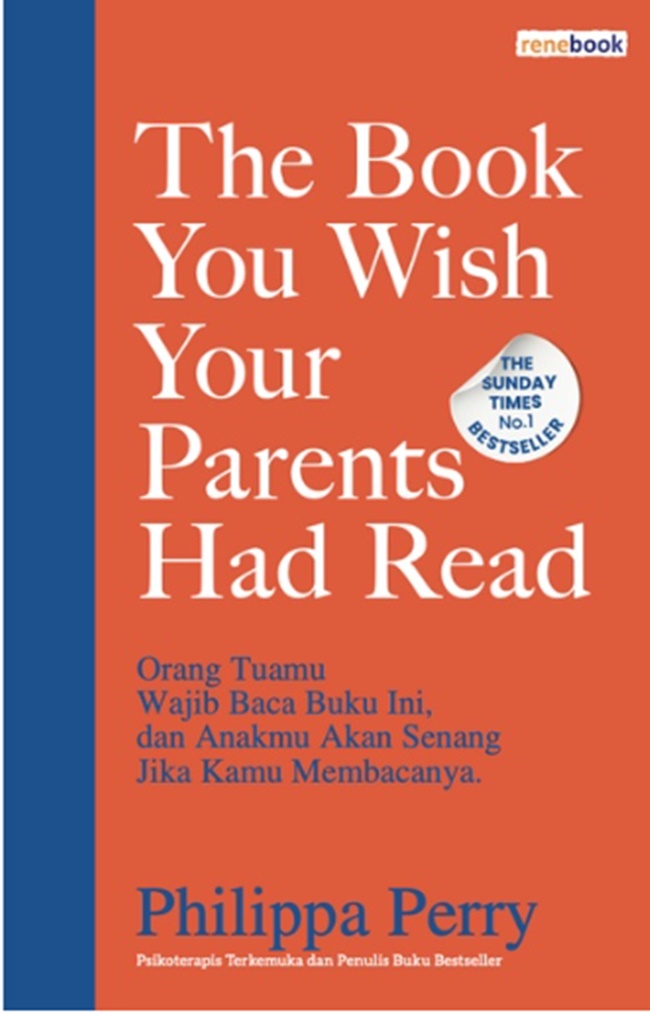 renebook
The Book
You Wish
Your
Parents
Had Read
THE
SUNDAY
TIMES
No.1
BESTSELLER
Orang Tuamu
Wajib Baca Buku Ini,
dan Anakmu Akan Senang
Jika Kamu Membacanya.
Philippa Perry
Psikoterapis Terkemuka dan Penulis Buku Bestseller